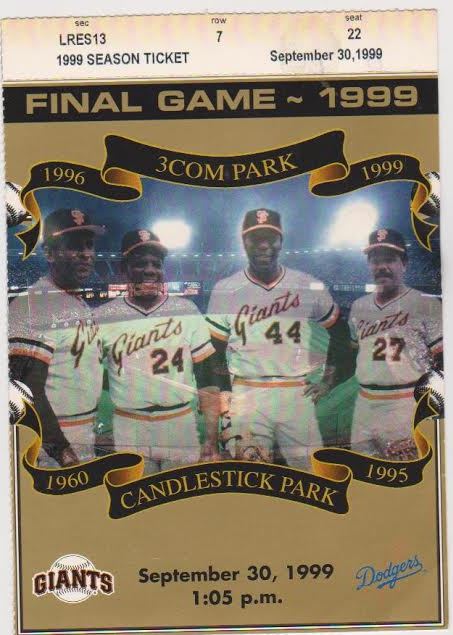 sec row seat
LRES13 7 22
1999 SEASON TICKET September 30,1999
FINAL GAME ~ 1999
1996 3COM PARK 1999
Giants 24
Giants 44
Giants 27
1960 CANDLESTICK PARK 1995
GIANTS
September 30, 1999
1:05 p.m.
Dodgers